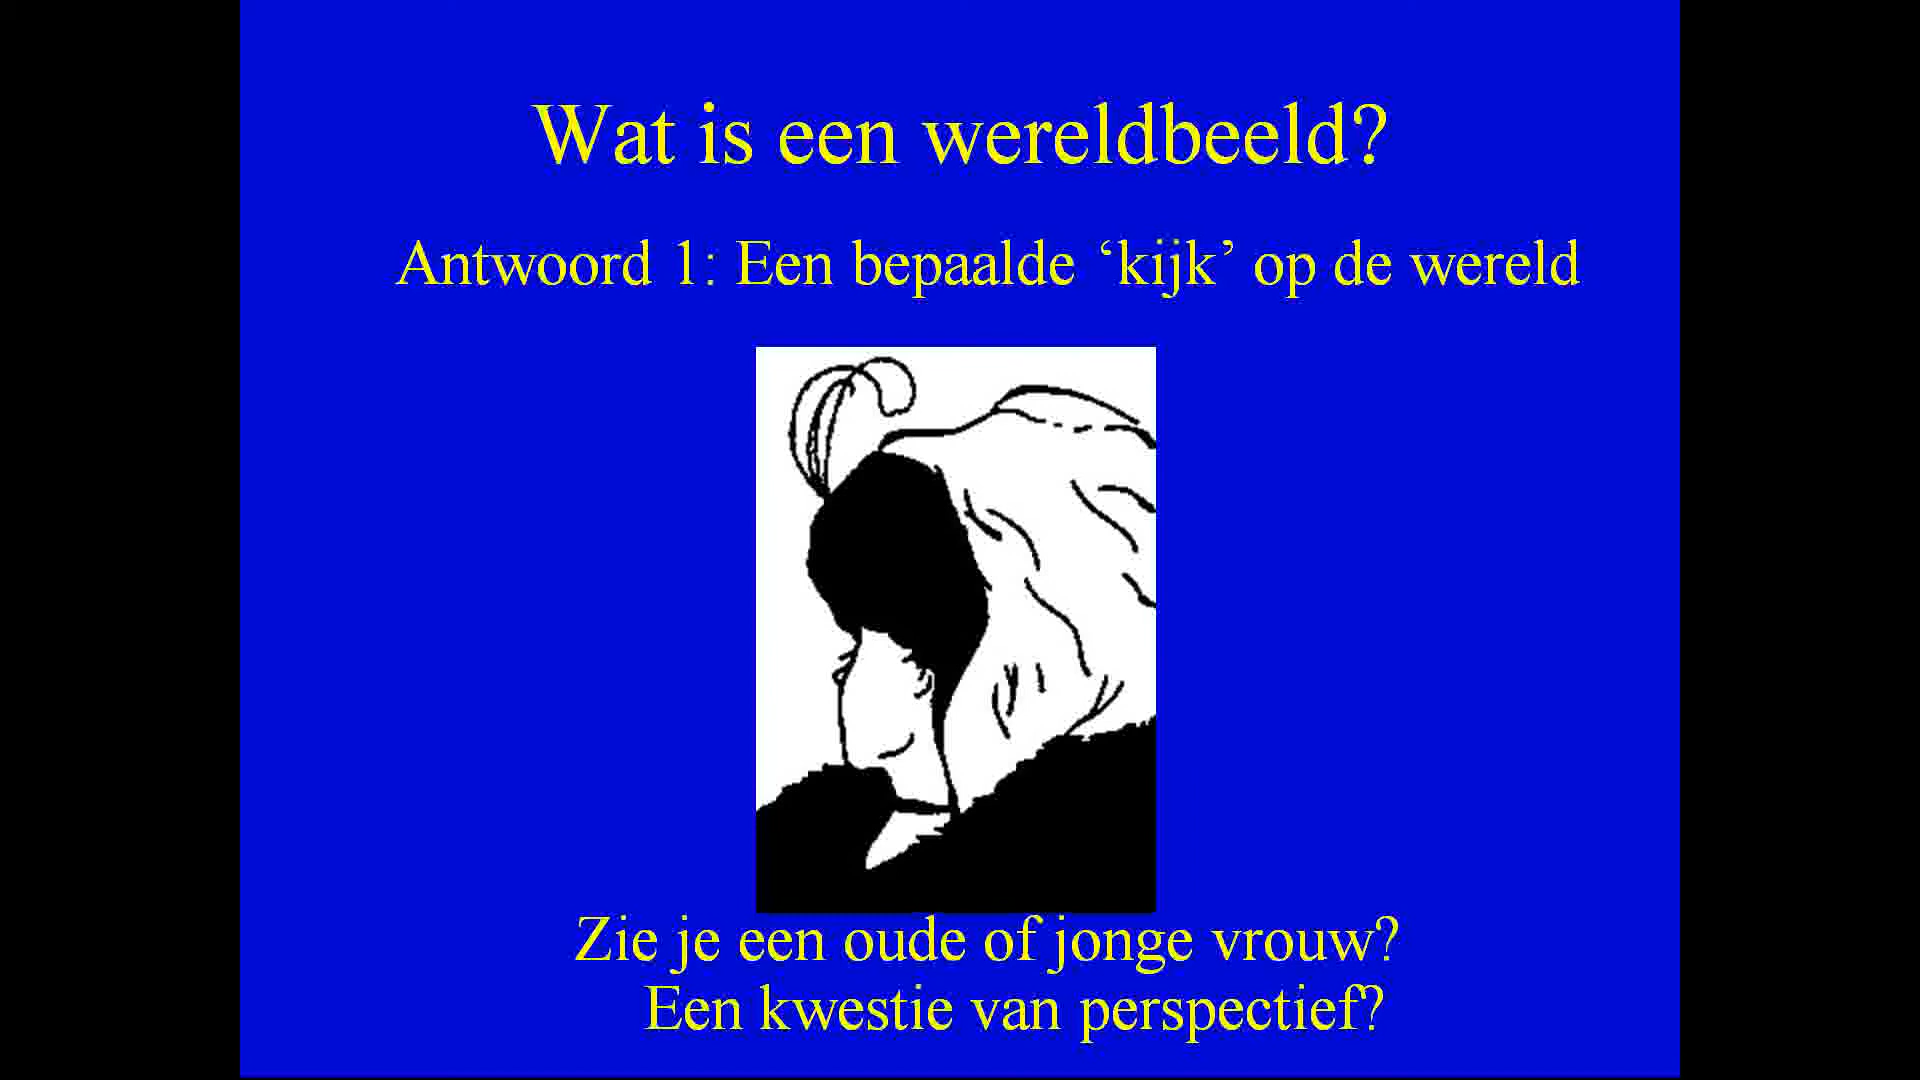 Wat is een wereldbeeld?
Antwoord 1: Een bepaalde ‘kijk’ op de wereld
Zie je een oude of jonge vrouw?
Een kwestie van perspectief?